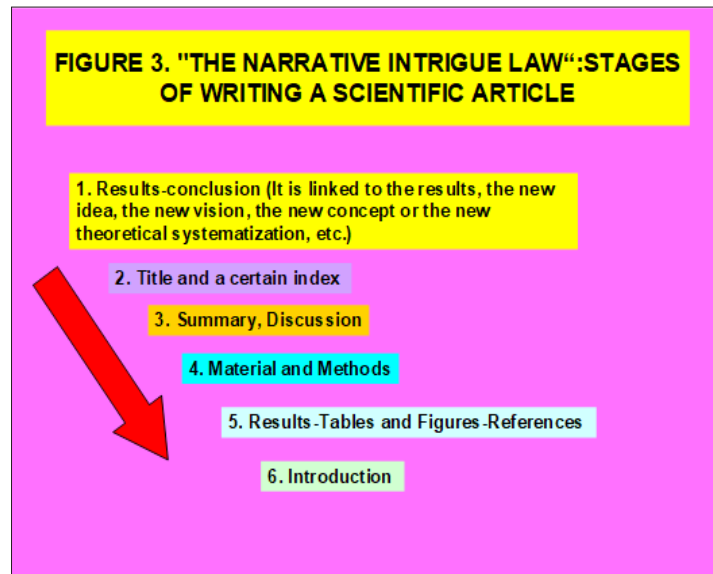 FIGURE 3. "THE NARRATIVE INTRIGUE LAW“:STAGES
OF WRITING A SCIENTIFIC ARTICLE
1. Results-conclusion (It is linked to the results, the new
idea, the new vision, the new concept or the new
theoretical systematization, etc.)
2. Title and a certain index
3. Summary, Discussion
4. Material and Methods
5. Results-Tables and Figures-References
6. Introduction